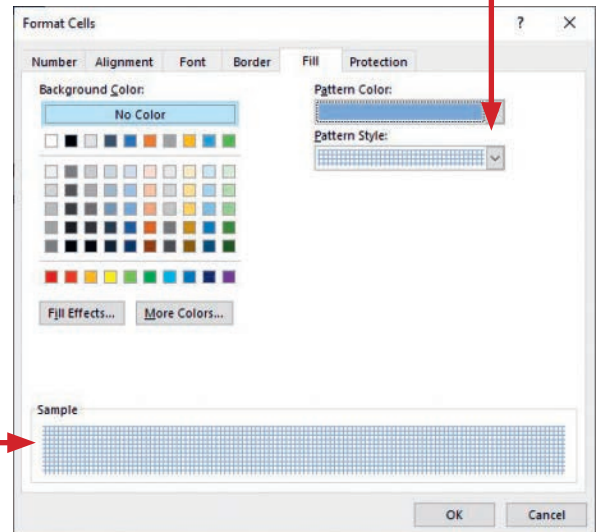 Format Cells ? ×
Number Alignment Font Border Fill Protection
Background Color:
No Color
Pattern Color:
Pattern Style:
Fill Effects... More Colors...
Sample
OK Cancel